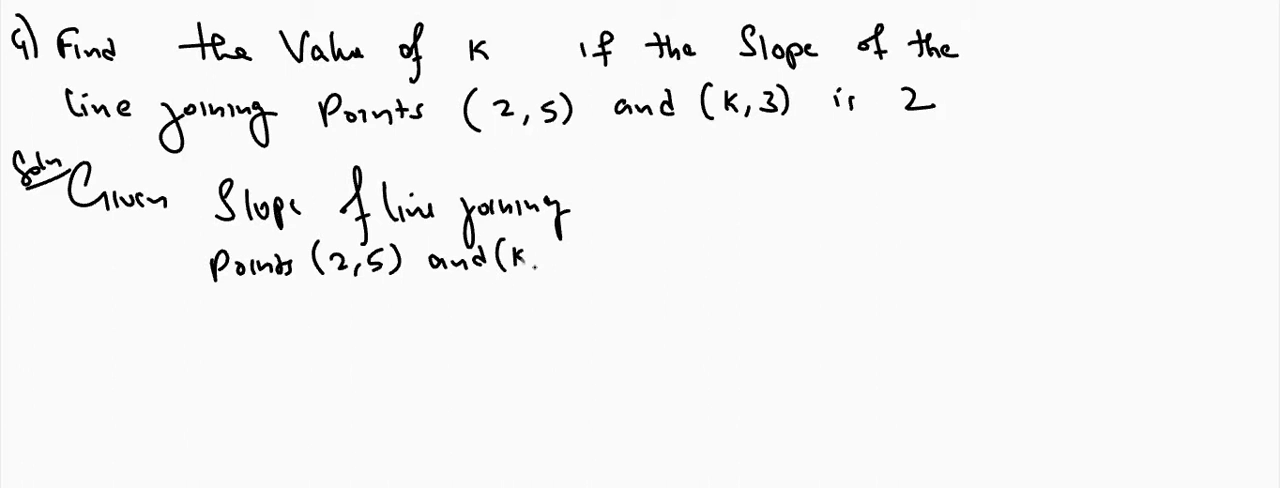 4) Find the Value of K if the Slope of the
line joining Points (2,5) and (K,3) is 2
Soln
Given Slope of line joining
Points (2,5) and (K,